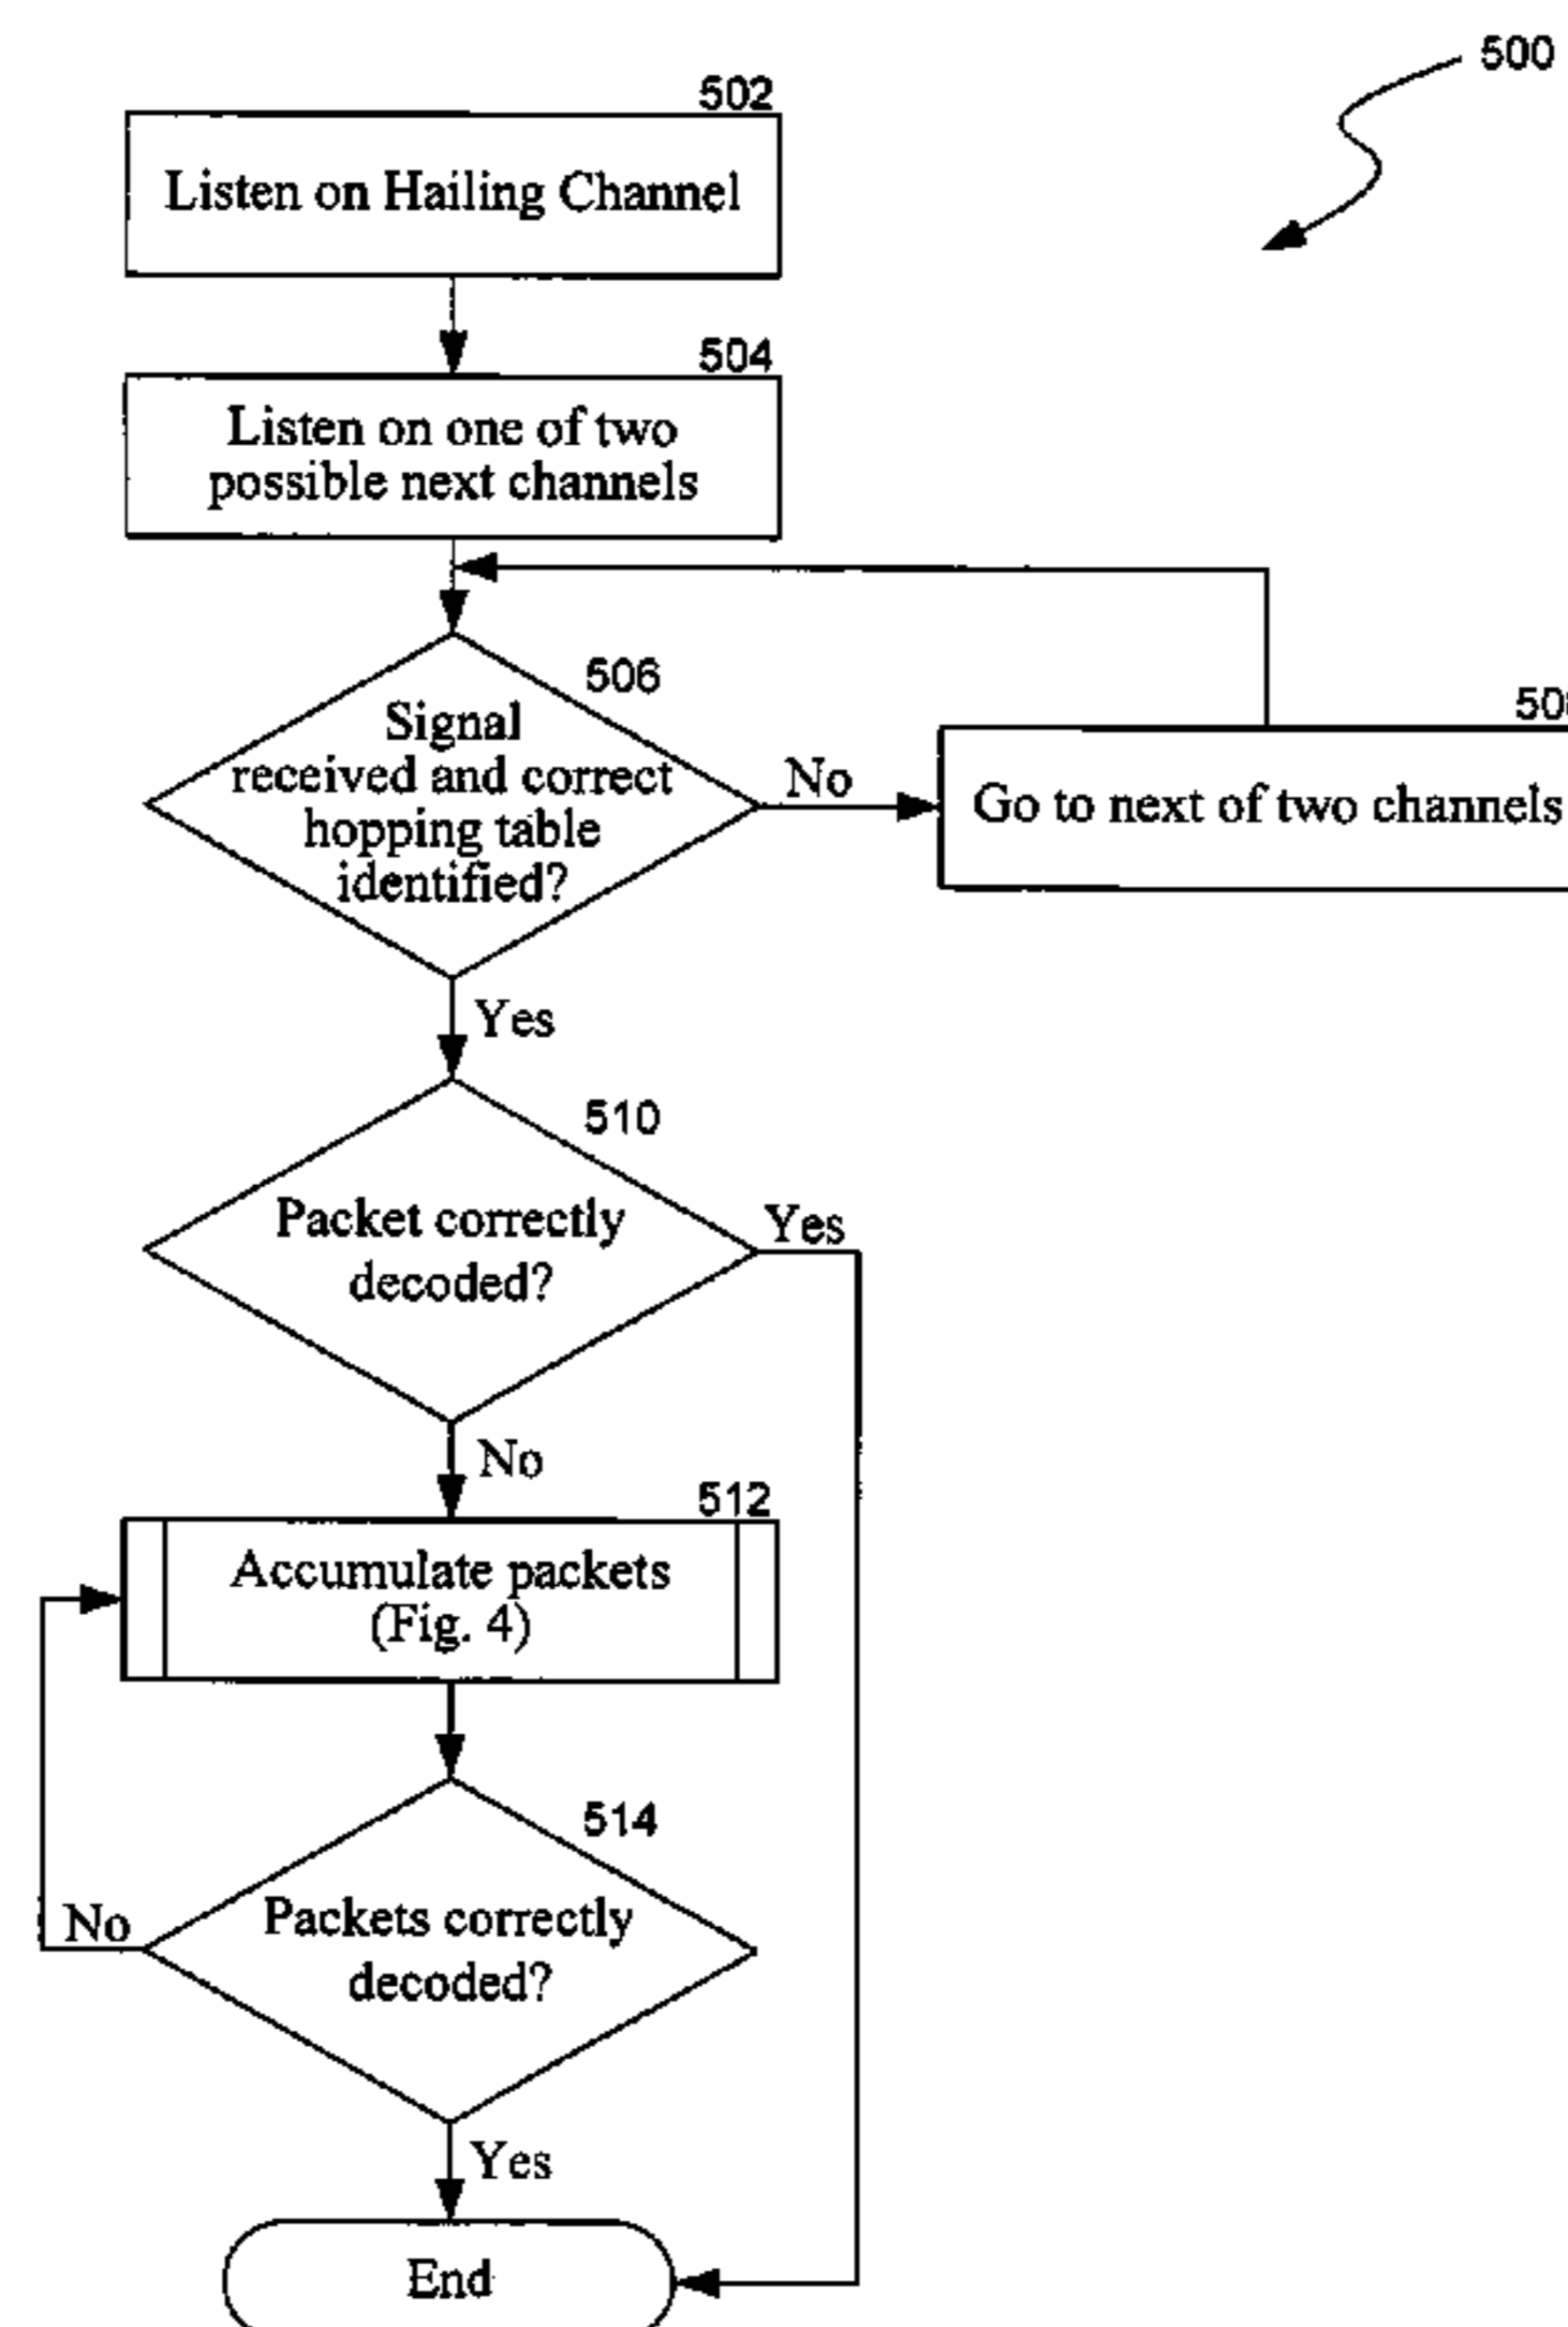 500
502
Listen on Hailing Channel
504
Listen on one of two
possible next channels
506
Signal
received and correct
hopping table
identified?
No
Go to next of two channels
Yes
510
Packet correctly
decoded?
Yes
No
512
Accumulate packets
(Fig. 4)
514
Packets correctly
decoded?
No
Yes
End